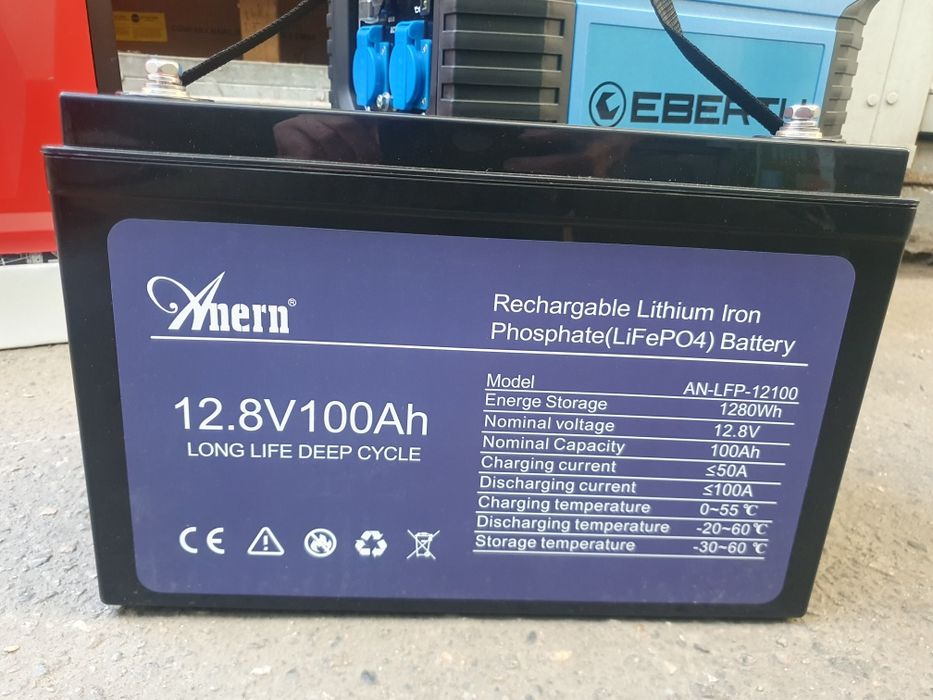 EBERTH
Anern®
Rechargable Lithium Iron
Phosphate(LiFePO4) Battery
12.8V100Ah
LONG LIFE DEEP CYCLE
Model AN-LFP-12100
Energe Storage 1280Wh
Nominal voltage 12.8V
Nominal Capacity 100Ah
Charging current ≤50A
Discharging current ≤100A
Charging temperature 0~55 ℃
Discharging temperature -20~60 ℃
Storage temperature -30~60 ℃
CE